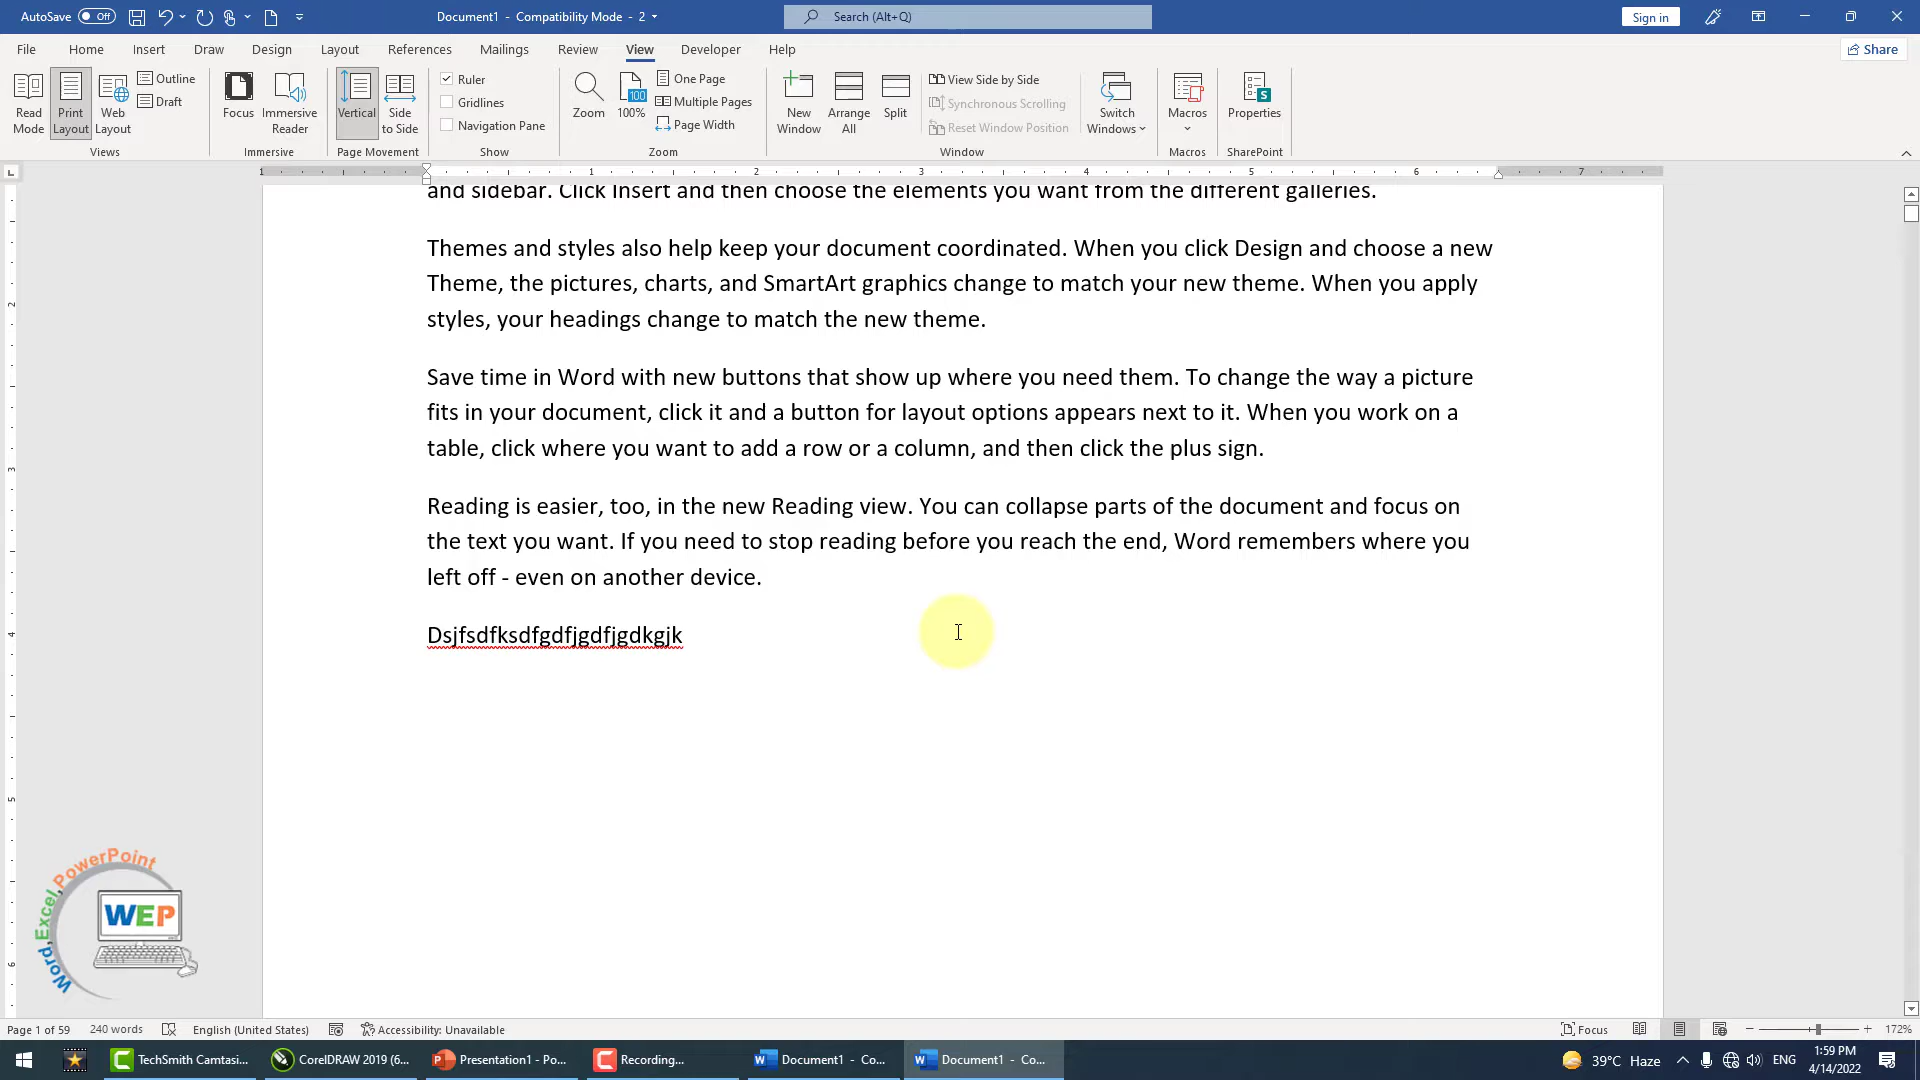 AutoSave Off Document1 - Compatibility Mode - 2 Search (Alt+Q) Sign in
File Home Insert Draw Design Layout References Mailings Review View Developer Help Share
Read Mode
Print Layout
Web Layout
Outline
Draft
Views
Focus
Immersive Reader
Immersive
Vertical
Side to Side
Page Movement
Ruler
Gridlines
Navigation Pane
Show
Zoom
100
100%
One Page
Multiple Pages
Page Width
Zoom
New Window
Arrange All
Split
View Side by Side
Synchronous Scrolling
Reset Window Position
Switch Windows
Window
Macros
Macros
S
Properties
SharePoint
1 1 2 3 4 5 6 7
and sidebar. Click Insert and then choose the elements you want from the different galleries.
Themes and styles also help keep your document coordinated. When you click Design and choose a new
Theme, the pictures, charts, and SmartArt graphics change to match your new theme. When you apply
styles, your headings change to match the new theme.
Save time in Word with new buttons that show up where you need them. To change the way a picture
fits in your document, click it and a button for layout options appears next to it. When you work on a
table, click where you want to add a row or a column, and then click the plus sign.
Reading is easier, too, in the new Reading view. You can collapse parts of the document and focus on
the text you want. If you need to stop reading before you reach the end, Word remembers where you
left off - even on another device.
Dsjfsdfksdfgdfjgdfjgdkgjk
2
3
4
5
6
Word, Excel, PowerPoint
WEP
Page 1 of 59 240 words English (United States) Accessibility: Unavailable Focus 172%
TechSmith Camtasi... CorelDRAW 2019 (6... Presentation1 - Po... Recording... Document1 - Co... Document1 - Co... 39°C Haze ENG 1:59 PM
4/14/2022